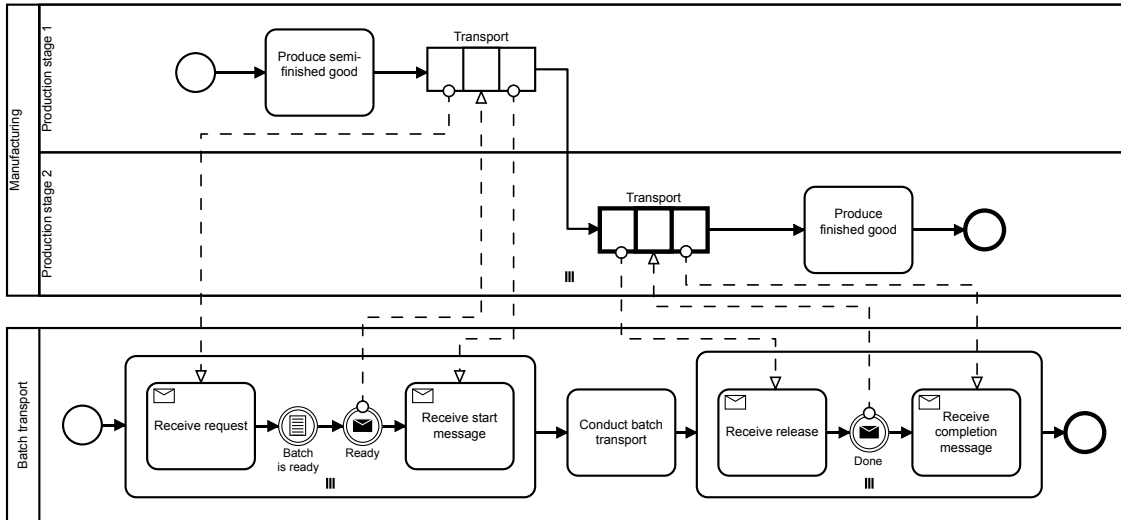 Manufacturing
Production stage 1
Produce semi-
finished good
Transport
Production stage 2
Transport
Produce
finished good
Batch transport
Receive request
Batch
is ready
Ready
Receive start
message
Conduct batch
transport
Receive release
Done
Receive
completion
message